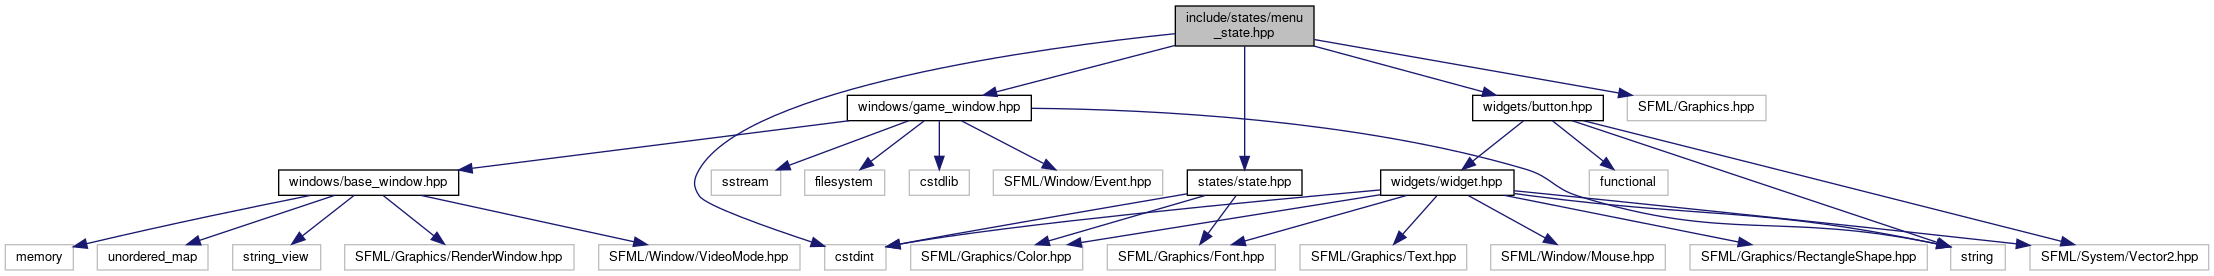 include/states/menu
_state.hpp
windows/game_window.hpp
widgets/button.hpp
SFML/Graphics.hpp
windows/base_window.hpp
sstream
filesystem
cstdlib
SFML/Window/Event.hpp
states/state.hpp
widgets/widget.hpp
functional
memory
unordered_map
string_view
SFML/Graphics/RenderWindow.hpp
SFML/Window/VideoMode.hpp
cstdint
SFML/Graphics/Color.hpp
SFML/Graphics/Font.hpp
SFML/Graphics/Text.hpp
SFML/Window/Mouse.hpp
SFML/Graphics/RectangleShape.hpp
string
SFML/System/Vector2.hpp